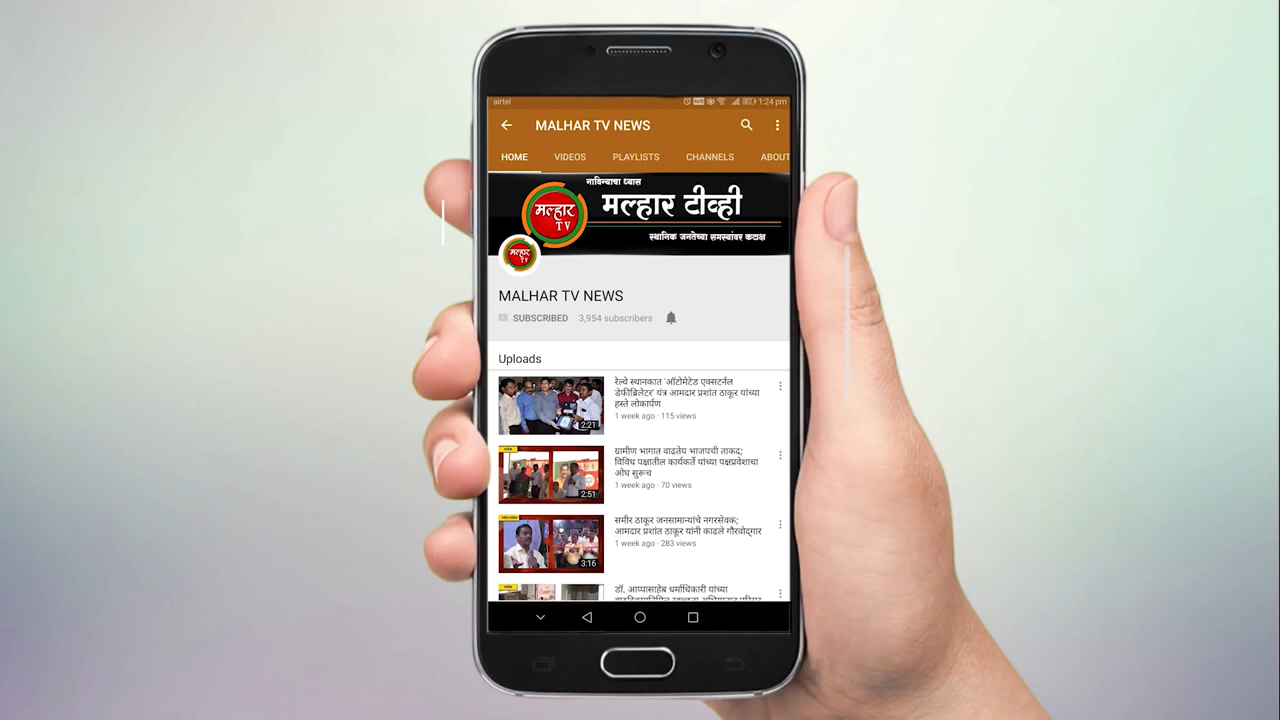 airtel 1:24 pm
MALHAR TV NEWS
HOME VIDEOS PLAYLISTS CHANNELS ABOUT
नाविन्याचा ध्यास
मल्हार टीव्ही
मल्हार
TV
स्थानिक जनतेच्या समस्यांवर कटाक्ष
मल्हार
TV
MALHAR TV NEWS
SUBSCRIBED 3,954 subscribers
Uploads
रेल्वे स्थानकात 'ऑटोमेटेड एक्सटर्नल
डेफीब्रिलेटर' यंत्र आमदार प्रशांत ठाकूर यांच्या
हस्ते लोकार्पण
1 week ago · 115 views
2:21
ग्रामीण भागात वाढतेय भाजपची ताकद;
विविध पक्षातील कार्यकर्ते यांच्या पक्षप्रवेशाचा
ओघ सुरूच
1 week ago · 70 views
2:51
समीर ठाकूर जनसामान्यांचे नगरसेवक;
आमदार प्रशांत ठाकूर यांनी काढले गौरवोद्गार
1 week ago · 283 views
3:16
डॉ. आप्पासाहेब धर्माधिकारी यांच्या